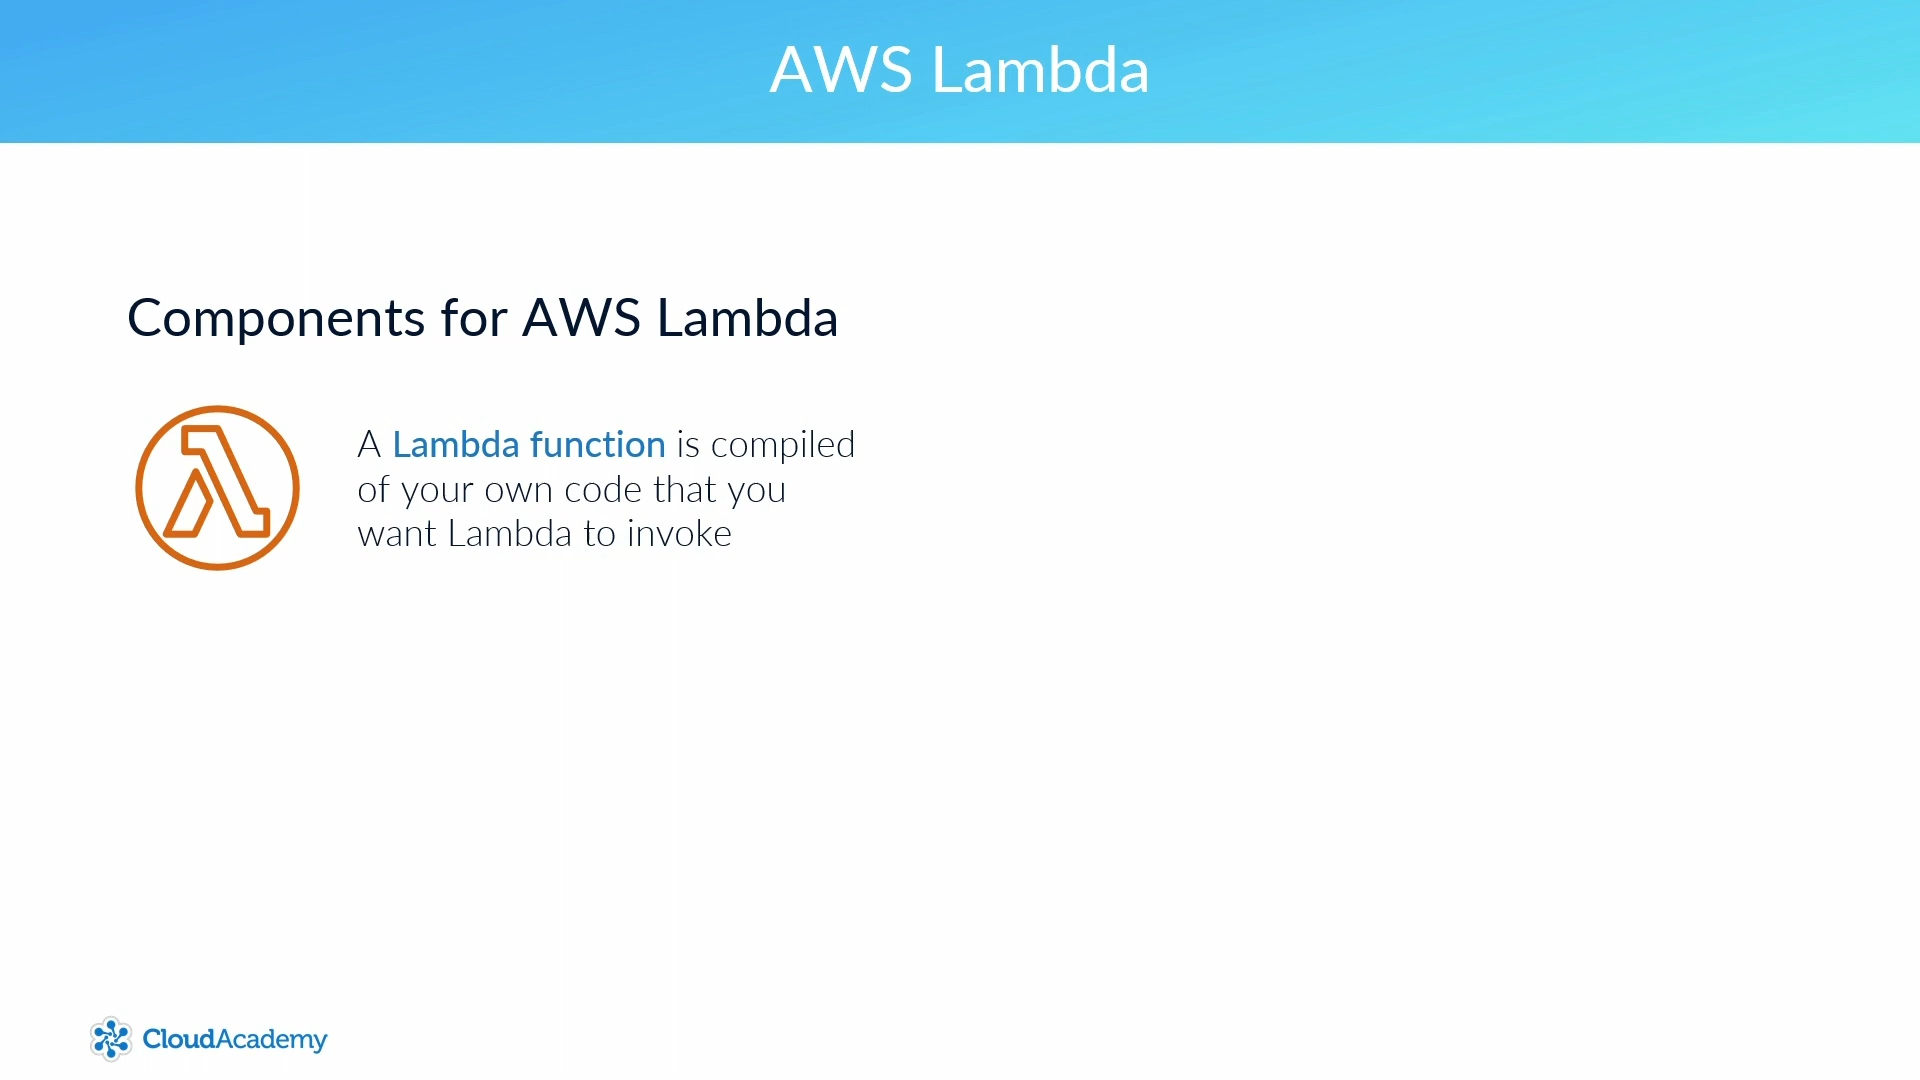 AWS Lambda
Components for AWS Lambda
A Lambda function is compiled
of your own code that you
want Lambda to invoke
CloudAcademy